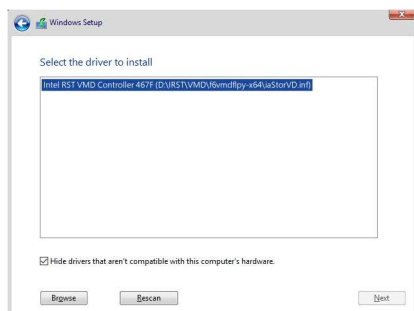 Windows Setup
Select the driver to install
Intel RST VMD Controller 467F (D:\IRST\VMD\f6vmdflpy-x64\iaStorVD.inf)
Hide drivers that aren't compatible with this computer's hardware.
Browse Rescan Next